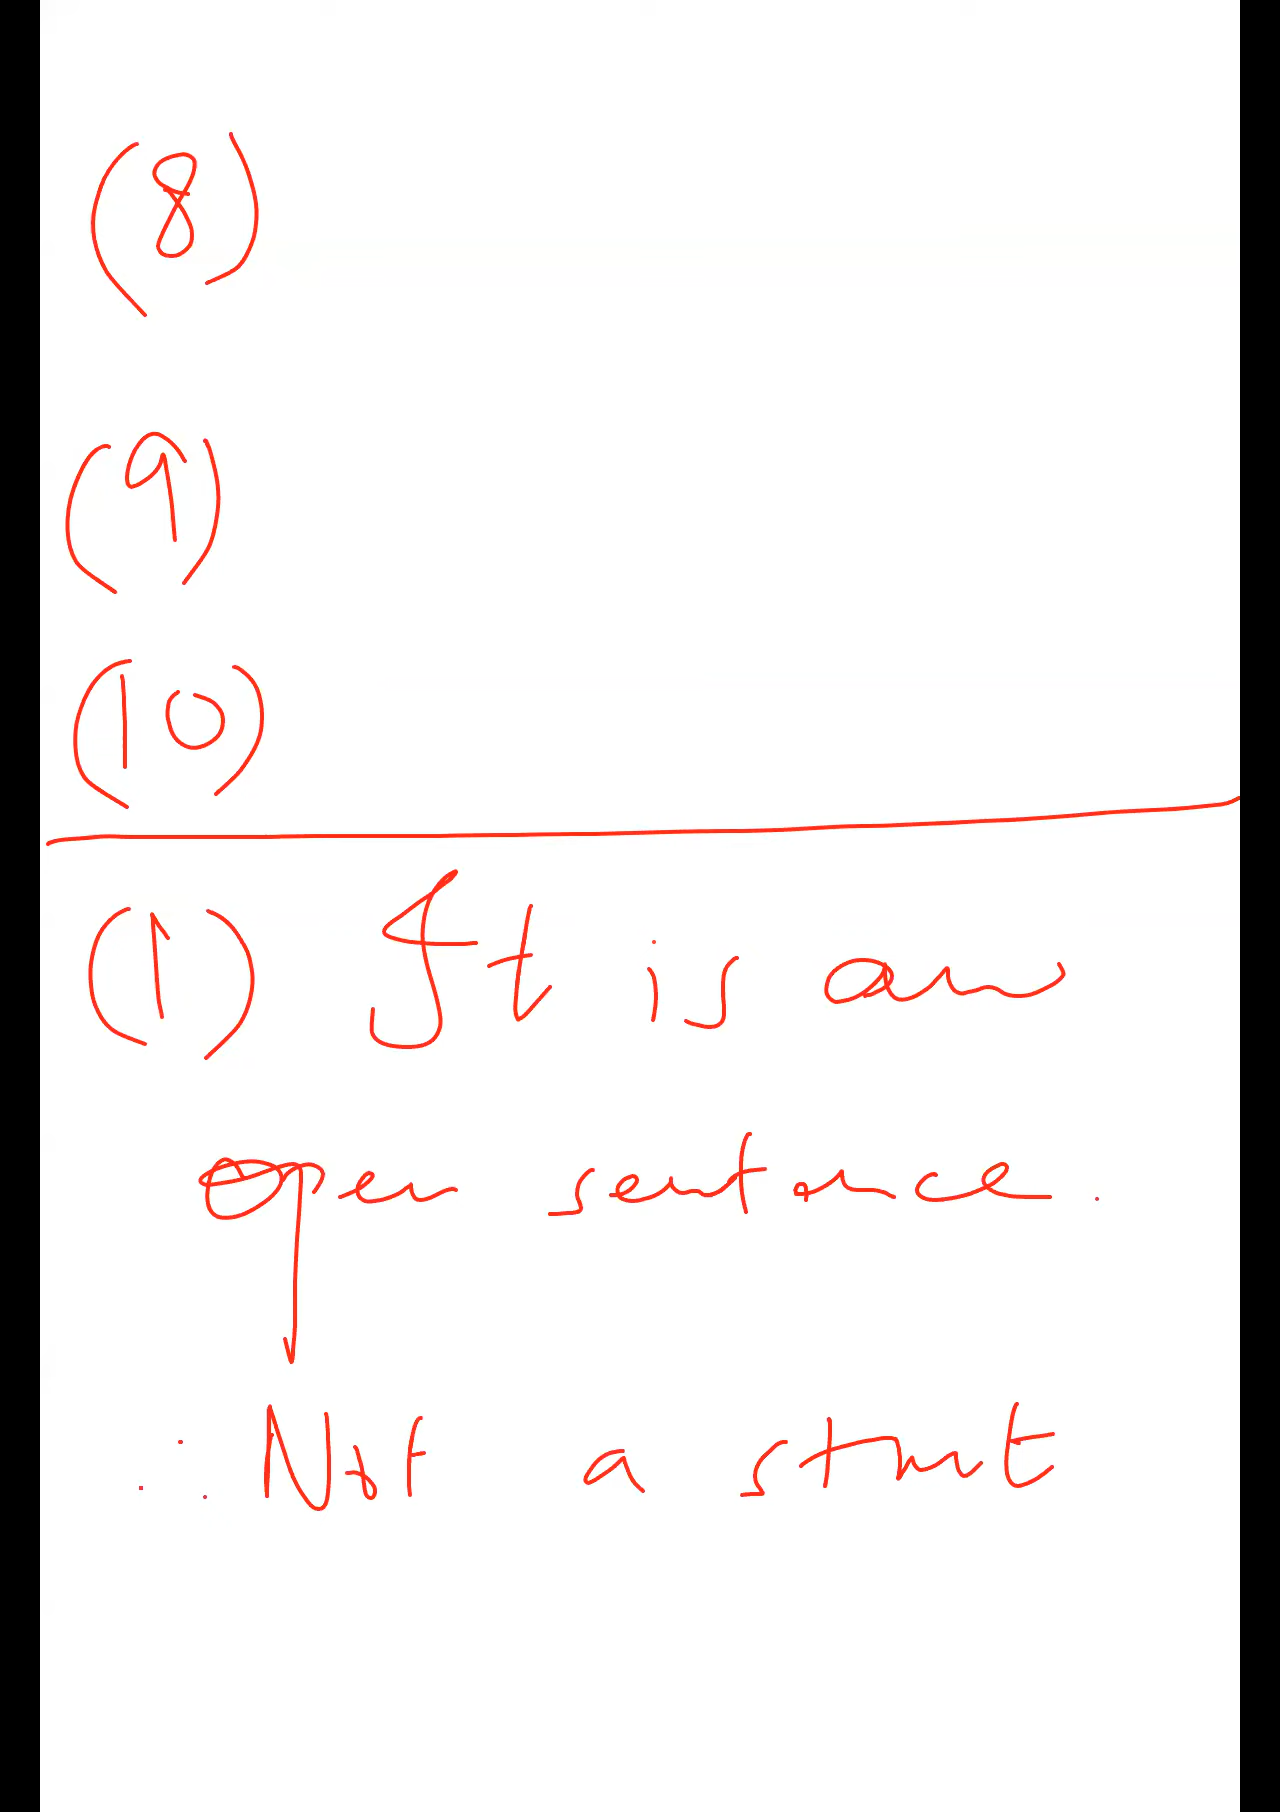 (8)
(9)
(10)
(1) It is an
open sentence.
∴ Not a stmt